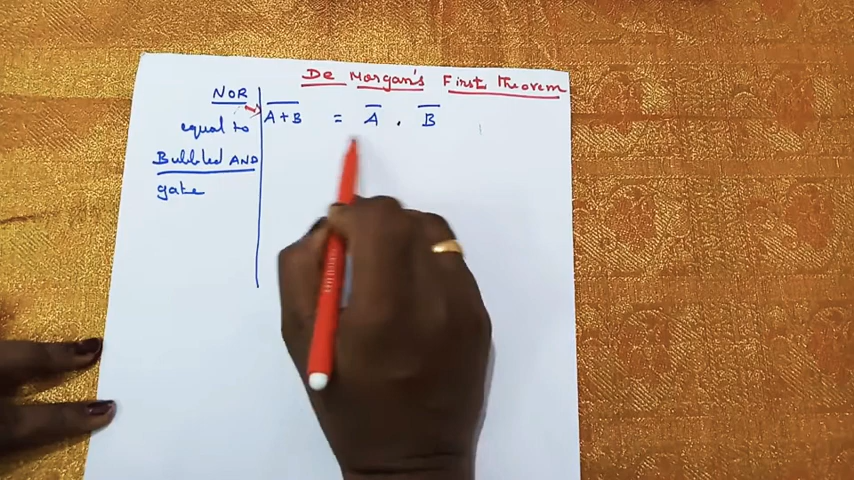 De Morgan's First Theorem
NOR
equal to
Bubbled AND
gate
A̅+̅B̅ = A̅ . B̅